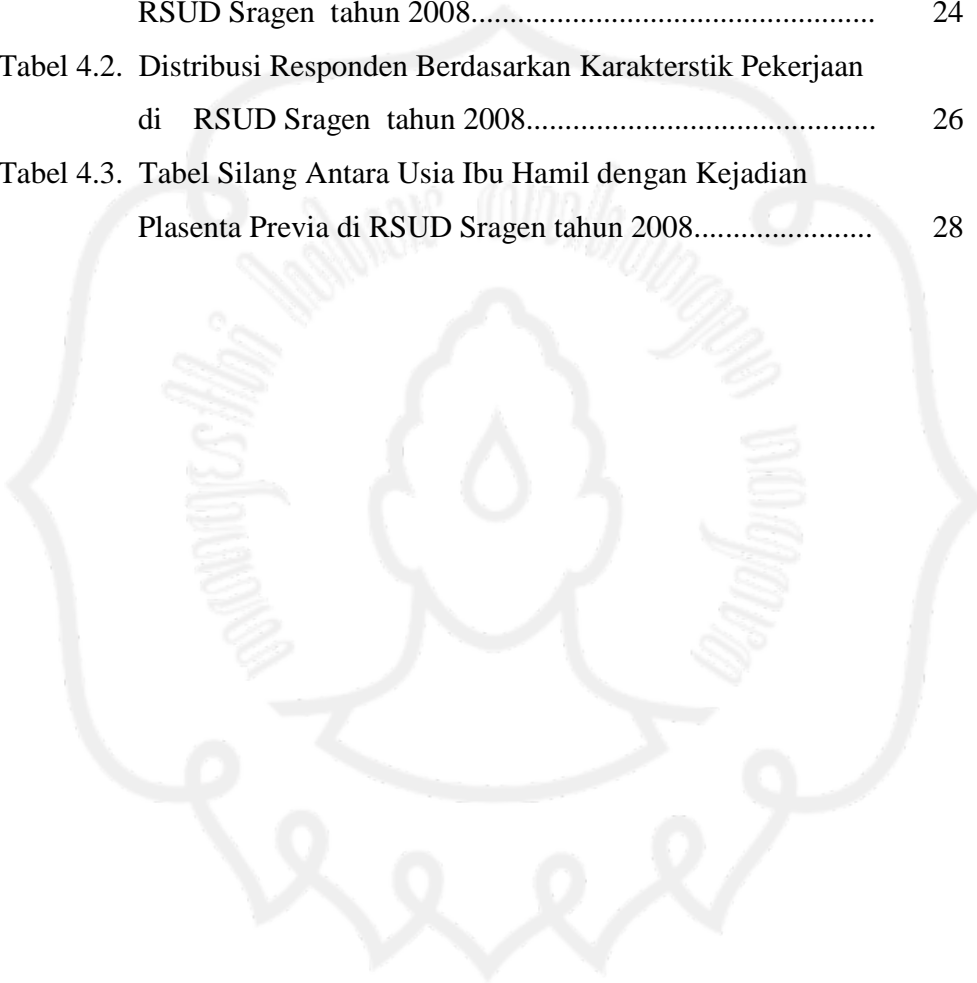 RSUD Sragen tahun 2008.................................................... 24
Tabel 4.2. Distribusi Responden Berdasarkan Karakterstik Pekerjaan
di RSUD Sragen tahun 2008............................................. 26
Tabel 4.3. Tabel Silang Antara Usia Ibu Hamil dengan Kejadian
Plasenta Previa di RSUD Sragen tahun 2008....................... 28